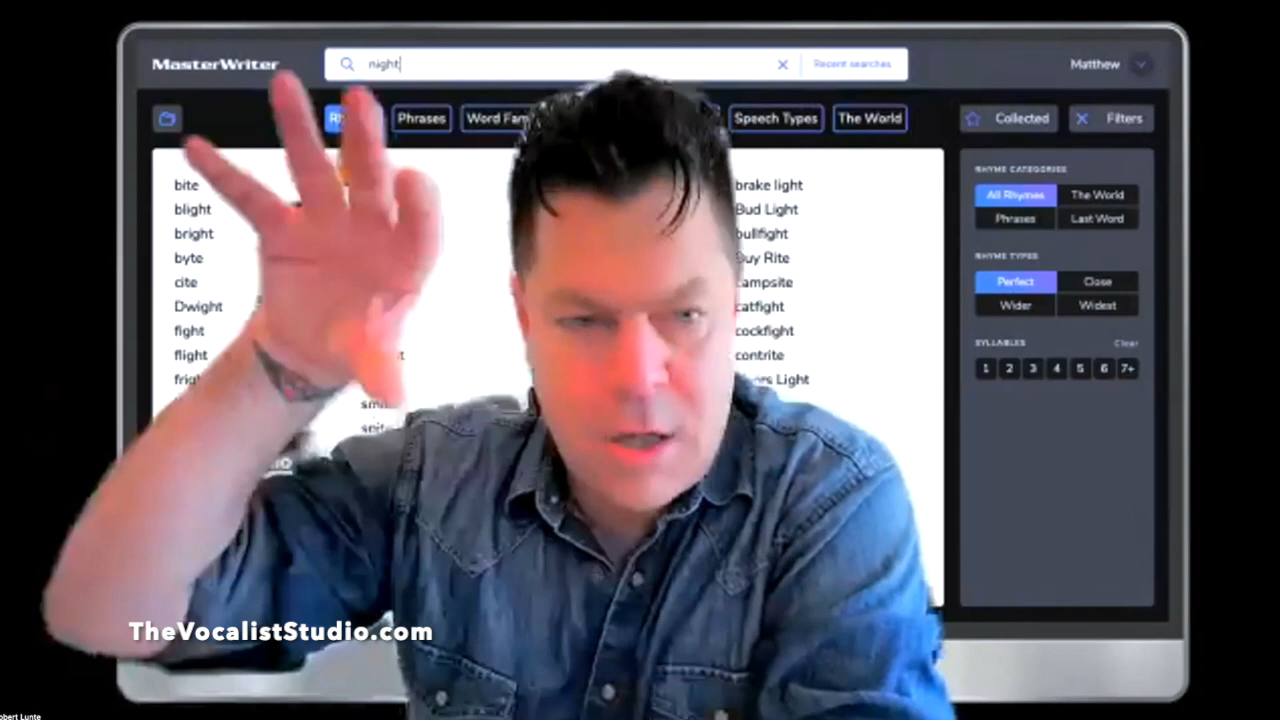 MasterWriter
night
Recent searches
Matthew
Phrases
Speech Types
The World
Collected
Filters
bite
blight
bright
byte
cite
Dwight
fight
flight
brake light
Bud Light
bullfight
Buy Rite
campsite
catfight
cockfight
contrite
Light
RHYME CATEGORIES
All Rhymes
The World
Phrases
Last Word
RHYME TYPES
Perfect
Close
Wider
Widest
SYLLABLES
Clear
1 2 3 4 5 6 7+
TheVocalistStudio.com
Lunte